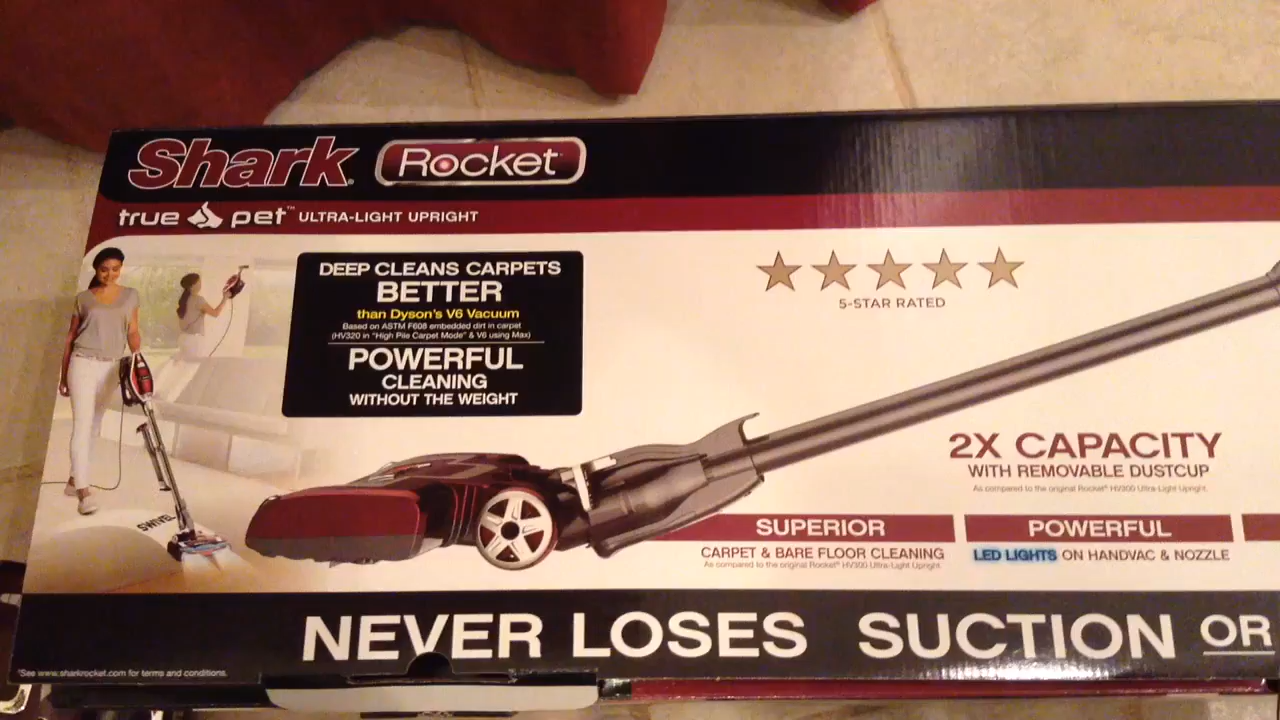 Shark Rocket
true pet™ ULTRA-LIGHT UPRIGHT
DEEP CLEANS CARPETS
BETTER
than Dyson's V6 Vacuum
Based on ASTM F608 embedded dirt in carpet
(HV320 in "High Pile Carpet Mode" & V6 using Max)
POWERFUL
CLEANING
WITHOUT THE WEIGHT
5-STAR RATED
SWIVEL
2X CAPACITY
WITH REMOVABLE DUSTCUP
As compared to the original Rocket® HV300 Ultra-Light Upright.
SUPERIOR
CARPET & BARE FLOOR CLEANING
As compared to the original Rocket® HV300 Ultra-Light Upright.
POWERFUL
LED LIGHTS ON HANDVAC & NOZZLE
NEVER LOSES SUCTION OR
*See www.sharkrocket.com for terms and conditions.